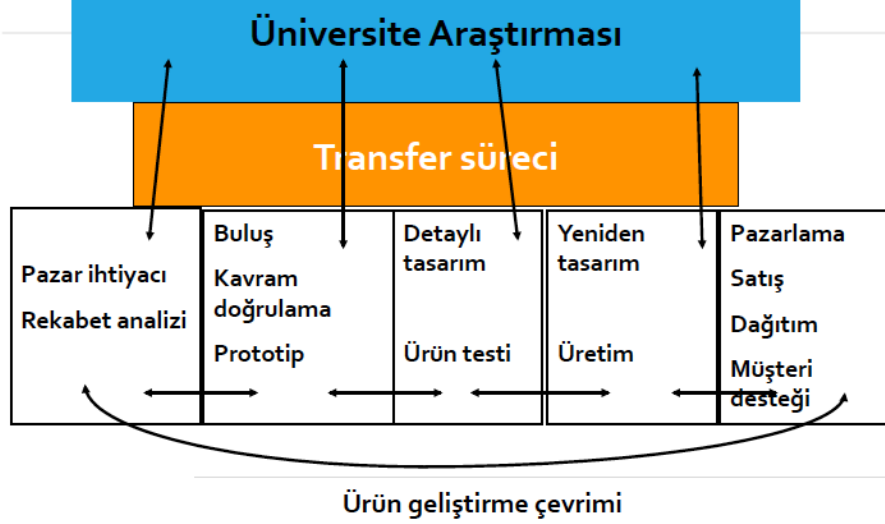 Üniversite Araştırması
Transfer süreci
Pazar ihtiyacı
Rekabet analizi
Buluş
Kavram
doğrulama
Prototip
Detaylı
tasarım
Ürün testi
Yeniden
tasarım
Üretim
Pazarlama
Satış
Dağıtım
Müşteri
desteği
Ürün geliştirme çevrimi